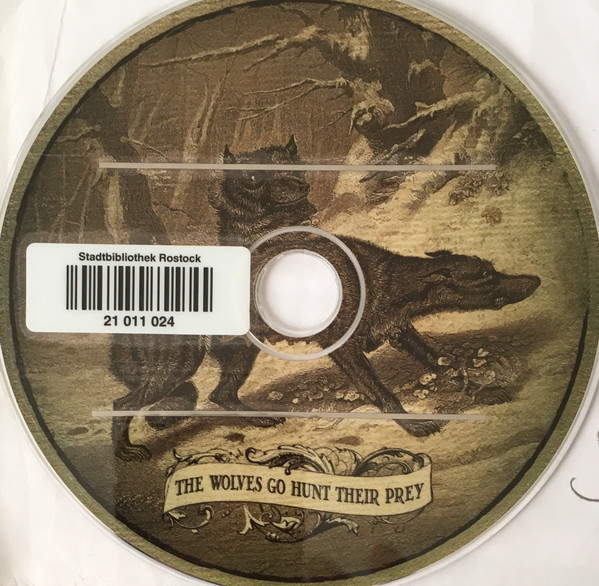 Stadtbibliothek Rostock
21 011 024
THE WOLVES GO HUNT THEIR PREY